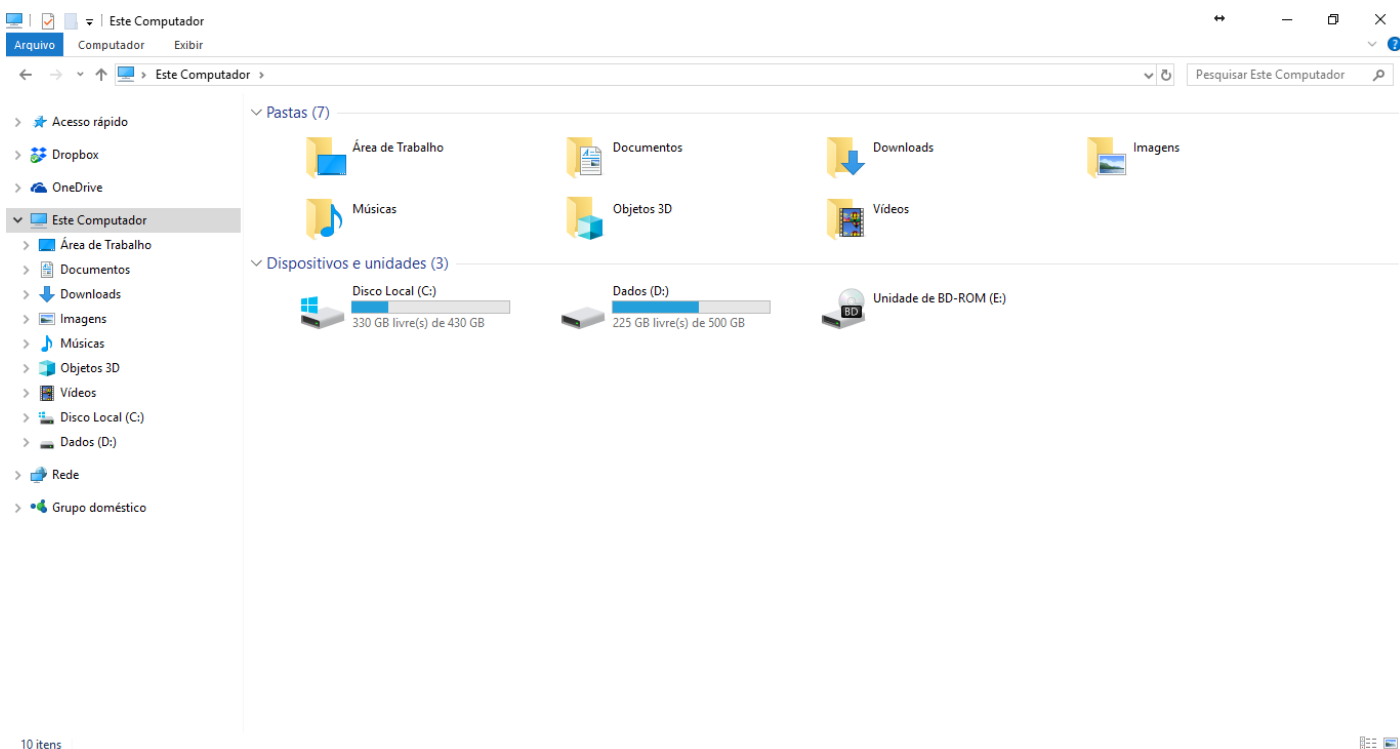 Este Computador
Arquivo Computador Exibir
Este Computador
Pesquisar Este Computador
Acesso rápido
Dropbox
OneDrive
Este Computador
Área de Trabalho
Documentos
Downloads
Imagens
Músicas
Objetos 3D
Vídeos
Disco Local (C:)
Dados (D:)
Rede
Grupo doméstico
Pastas (7)
Área de Trabalho
Documentos
Downloads
Imagens
Músicas
Objetos 3D
Vídeos
Dispositivos e unidades (3)
Disco Local (C:)
330 GB livre(s) de 430 GB
Dados (D:)
225 GB livre(s) de 500 GB
Unidade de BD-ROM (E:)
BD
10 itens